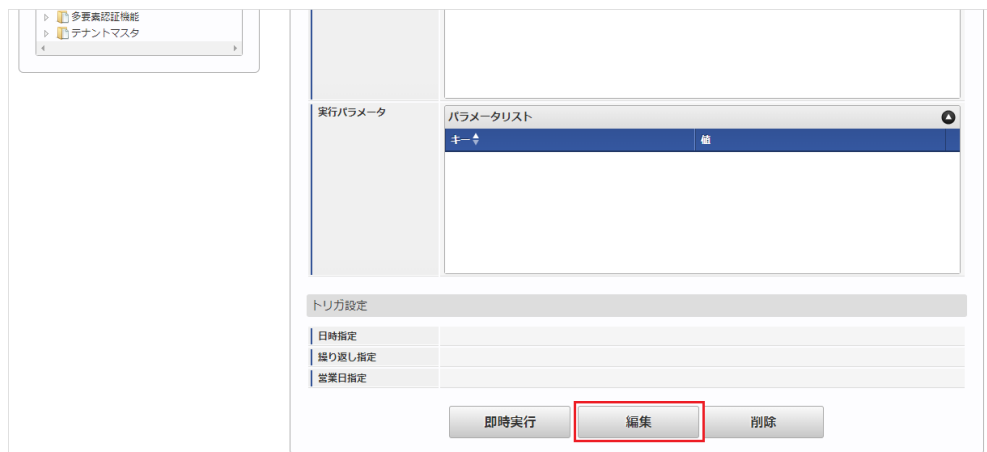 多要素認証機能
テナントマスタ
実行パラメータ
パラメータリスト
キー
値
トリガ設定
日時指定
繰り返し指定
営業日指定
即時実行
編集
削除